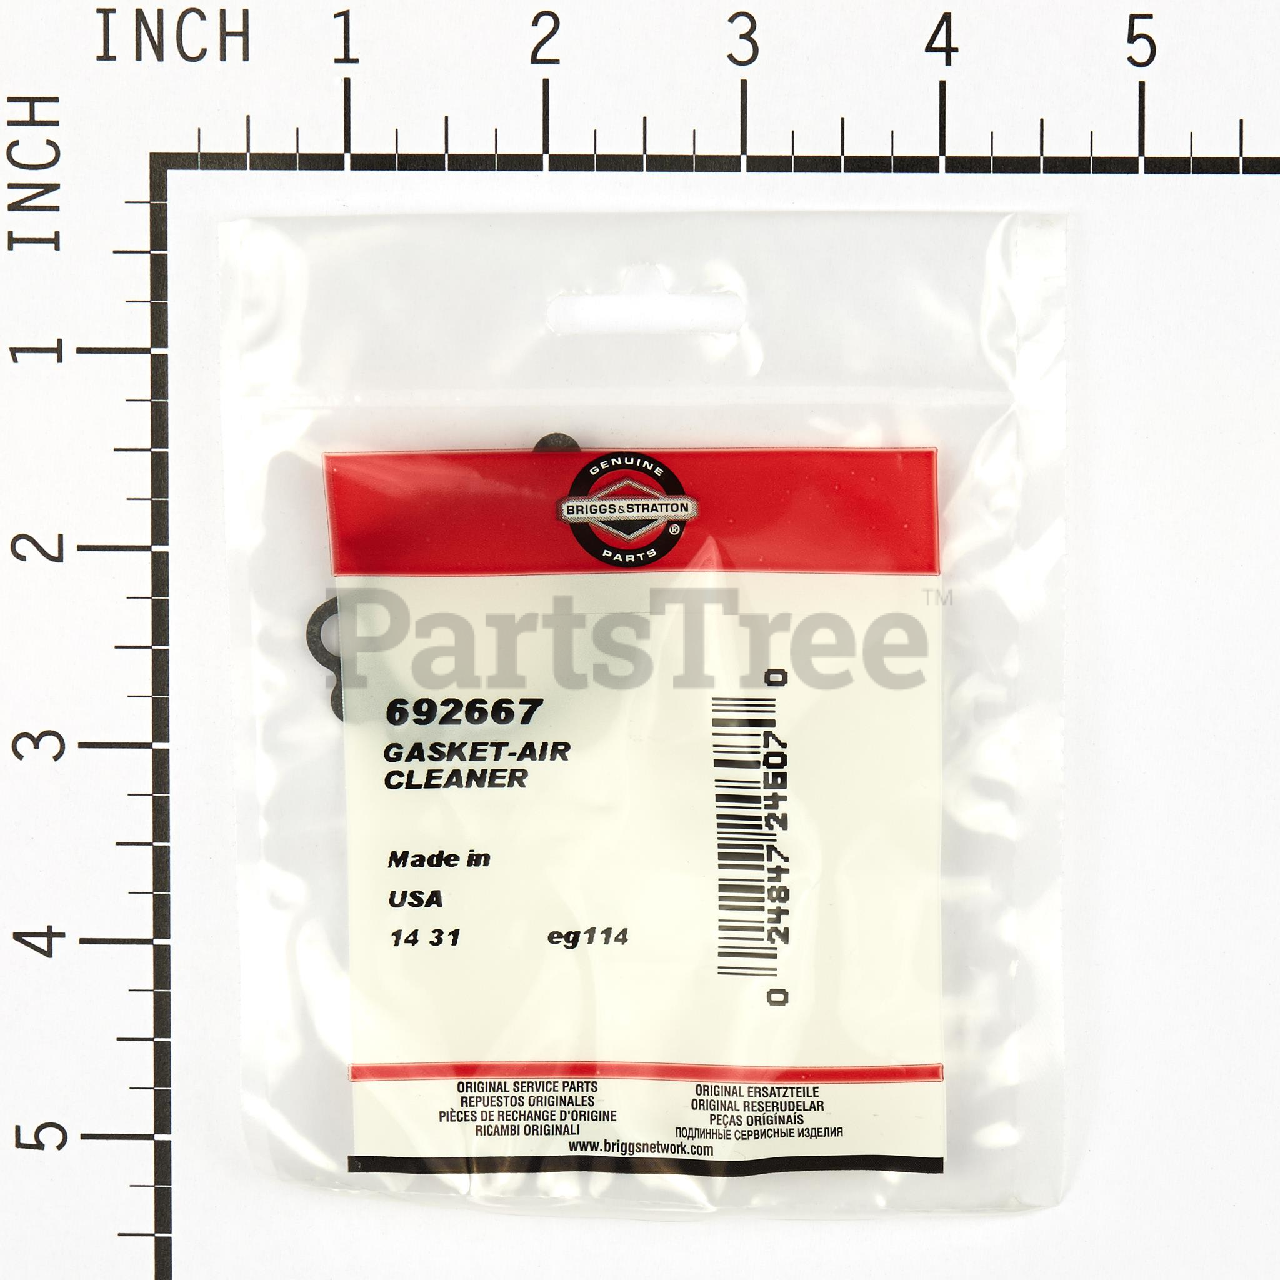 INCH 1 2 3 4 5
INCH
1
2
3
4
5
GENUINE
BRIGGS & STRATTON
®
PARTS
PartsTree™
692667
GASKET-AIR
CLEANER
Made in
USA
14 31 eg114
0 24847 24607 0
ORIGINAL SERVICE PARTS
REPUESTOS ORIGINALES
PIÈCES DE RECHANGE D'ORIGINE
RICAMBI ORIGINALI
ORIGINAL ERSATZTEILE
ORIGINAL RESERUDELAR
PEÇAS ORIGINAIS
ПОДЛИННЫЕ СЕРВИСНЫЕ ИЗДЕЛИЯ
www.briggsnetwork.com